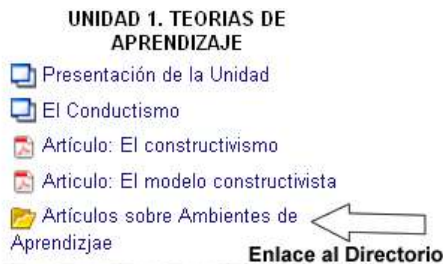 UNIDAD 1. TEORIAS DE
APRENDIZAJE
Presentación de la Unidad
El Conductismo
Artículo: El constructivismo
Articulo: El modelo constructivista
Artículos sobre Ambientes de
Aprendizjae
Enlace al Directorio